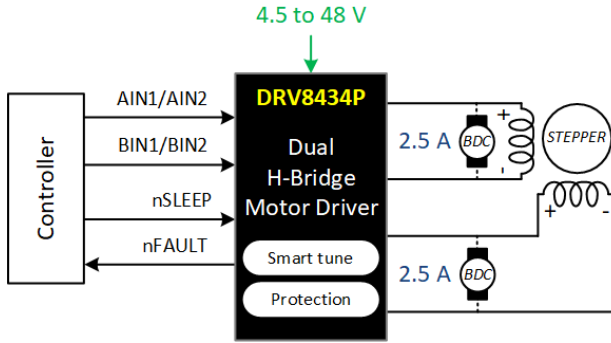 4.5 to 48 V
Controller
AIN1/AIN2
BIN1/BIN2
nSLEEP
nFAULT
DRV8434P
Dual
H-Bridge
Motor Driver
Smart tune
Protection
2.5 A
BDC
+
-
STEPPER
+
-
2.5 A
BDC